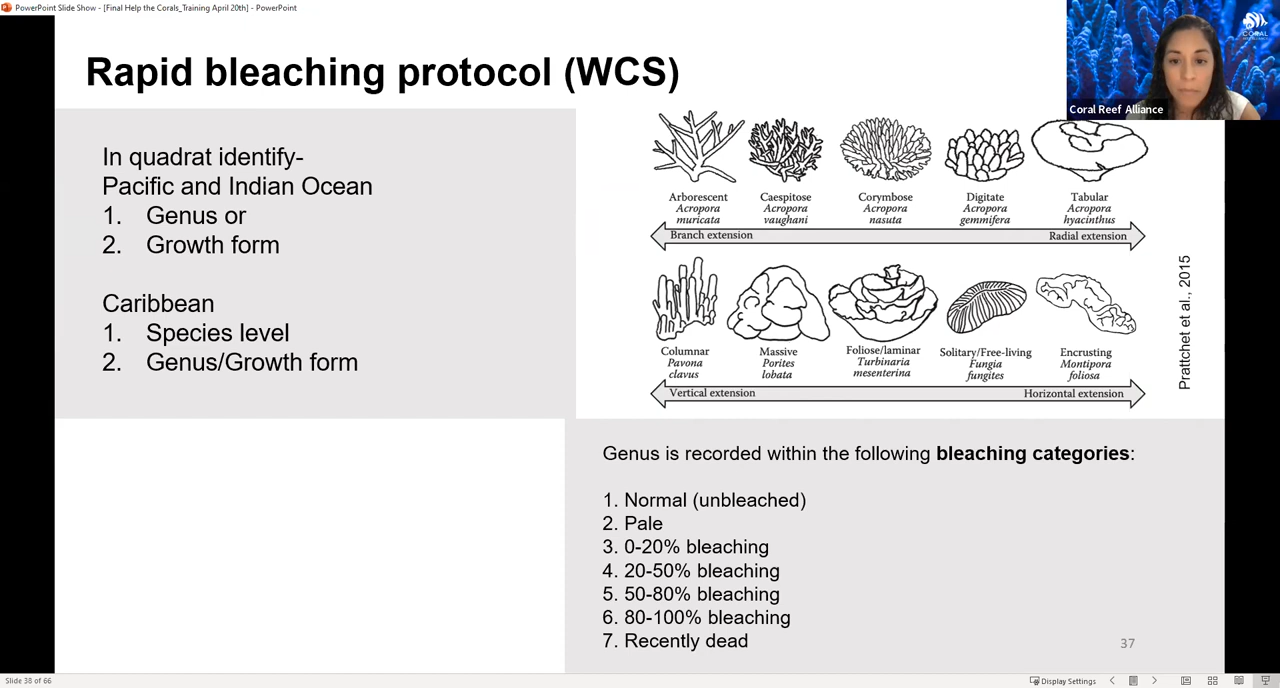 PowerPoint Slide Show - [Final Help the Corals_Training April 20th] - PowerPoint
Rapid bleaching protocol (WCS)
CORAL
Coral Reef Alliance
In quadrat identify-
Pacific and Indian Ocean
1. Genus or
2. Growth form
Caribbean
1. Species level
2. Genus/Growth form
Arborescent
Acropora
muricata
Caespitose
Acropora
vaughani
Corymbose
Acropora
nasuta
Digitate
Acropora
gemmifera
Tabular
Acropora
hyacinthus
Branch extension
Radial extension
Columnar
Pavona
clavus
Massive
Porites
lobata
Foliose/laminar
Turbinaria
mesenterina
Solitary/Free-living
Fungia
fungites
Encrusting
Montipora
foliosa
Vertical extension
Horizontal extension
Prattchet et al., 2015
Genus is recorded within the following bleaching categories:
1. Normal (unbleached)
2. Pale
3. 0-20% bleaching
4. 20-50% bleaching
5. 50-80% bleaching
6. 80-100% bleaching
7. Recently dead
37
Slide 38 of 66
Display Settings